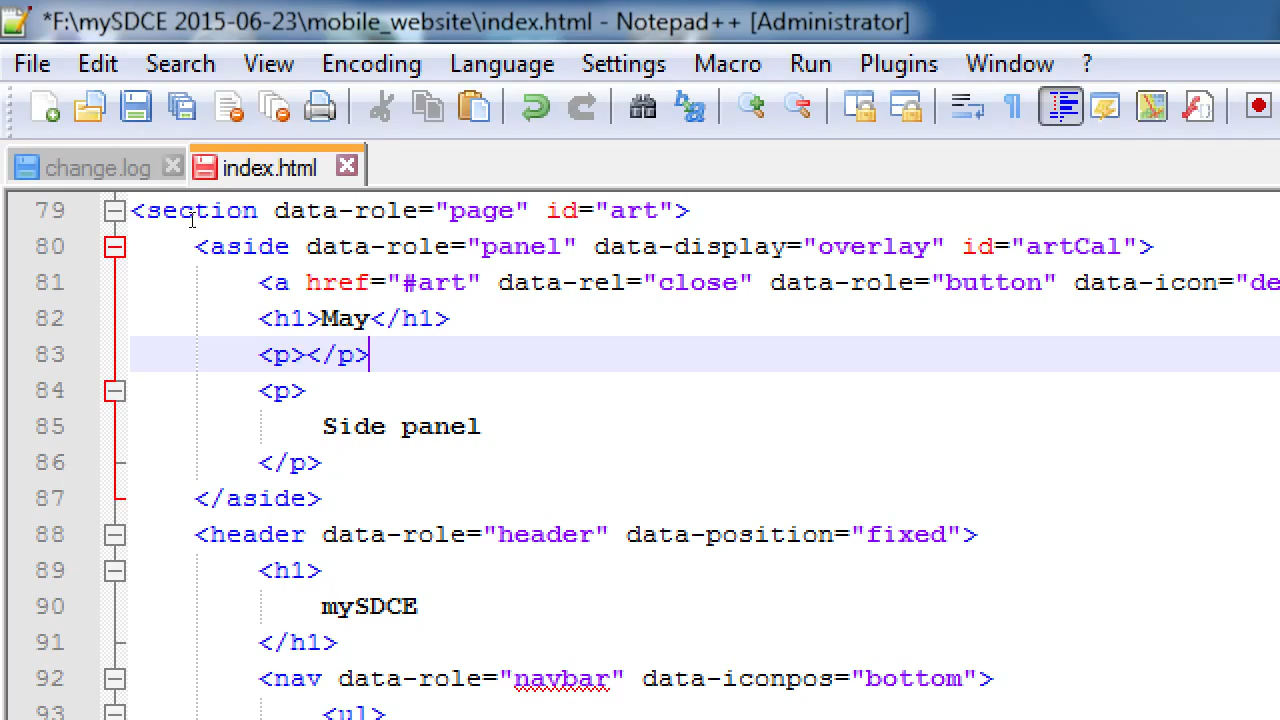 *F:\mySDCE 2015-06-23\mobile_website\index.html - Notepad++ [Administrator]
File Edit Search View Encoding Language Settings Macro Run Plugins Window ?
change.log index.html
79 <section data-role="page" id="art">
80 <aside data-role="panel" data-display="overlay" id="artCal">
81 <a href="#art" data-rel="close" data-role="button" data-icon="de
82 <h1>May</h1>
83 <p></p>
84 <p>
85 Side panel
86 </p>
87 </aside>
88 <header data-role="header" data-position="fixed">
89 <h1>
90 mySDCE
91 </h1>
92 <nav data-role="navbar" data-iconpos="bottom">
93 <ul>